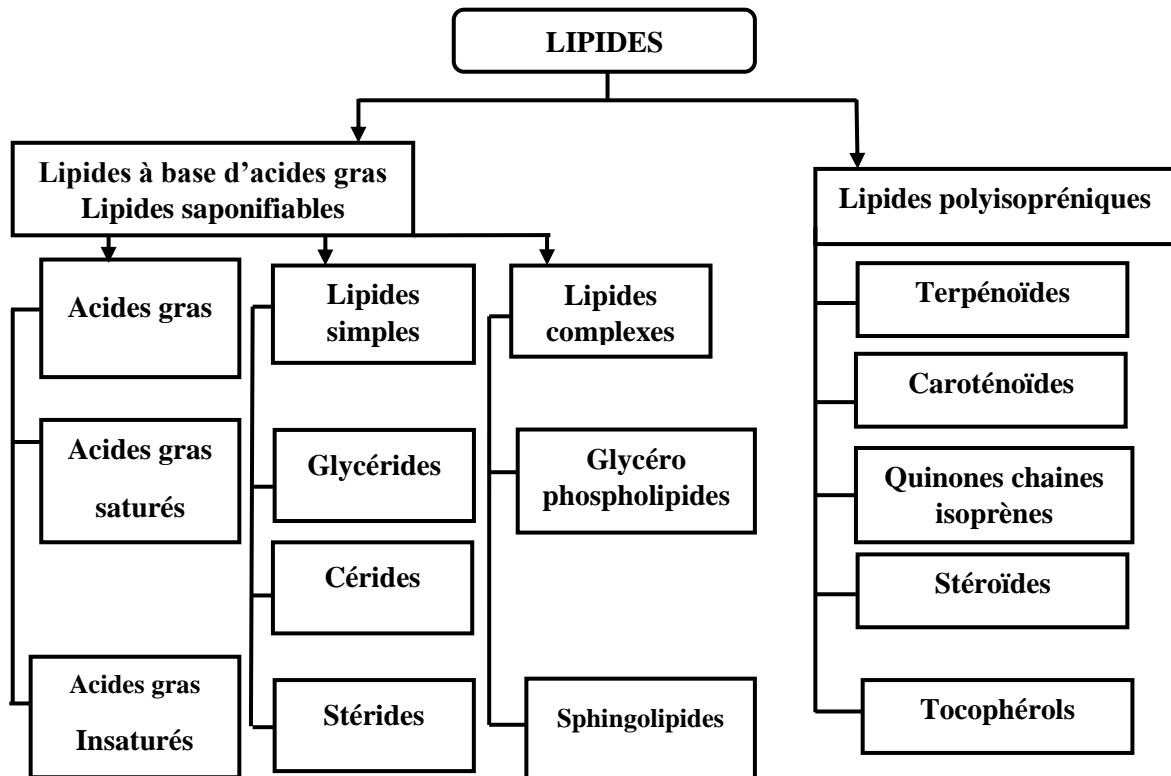 LIPIDES
Lipides à base d’acides gras
Lipides saponifiables
Lipides polyisopréniques
Acides gras
Lipides
simples
Lipides
complexes
Terpénoïdes
Caroténoïdes
Acides gras
saturés
Glycérides
Glycéro
phospholipides
Quinones chaines
isoprènes
Cérides
Stéroïdes
Acides gras
Insaturés
Stérides
Sphingolipides
Tocophérols